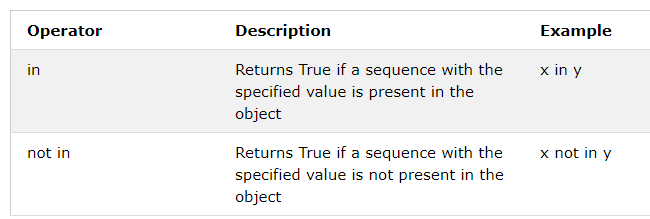 Operator Description Example
in Returns True if a sequence with the x in y
specified value is present in the
object
not in Returns True if a sequence with the x not in y
specified value is not present in the
object